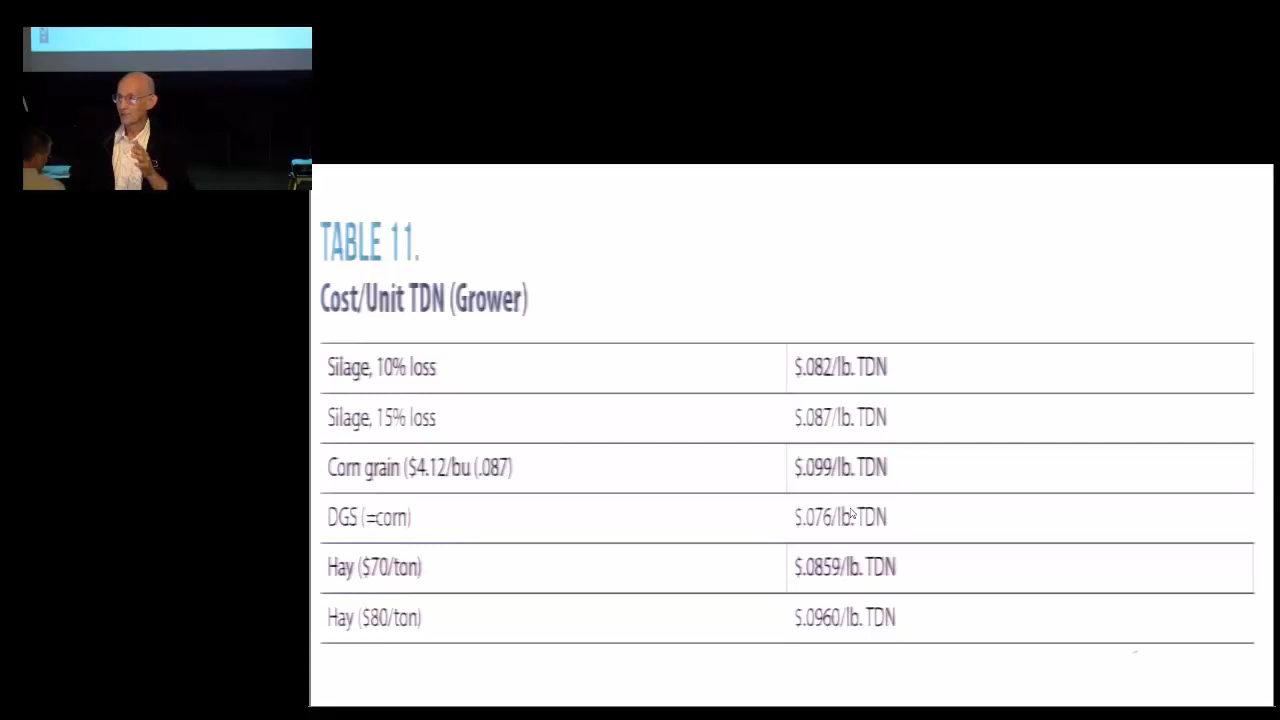 TABLE 11.
Cost/Unit TDN (Grower)
Silage, 10% loss $.082/lb. TDN
Silage, 15% loss $.087/lb. TDN
Corn grain ($4.12/bu (.087) $.099/lb. TDN
DGS (=corn) $.076/lb. TDN
Hay ($70/ton) $.0859/lb. TDN
Hay ($80/ton) $.0960/lb. TDN